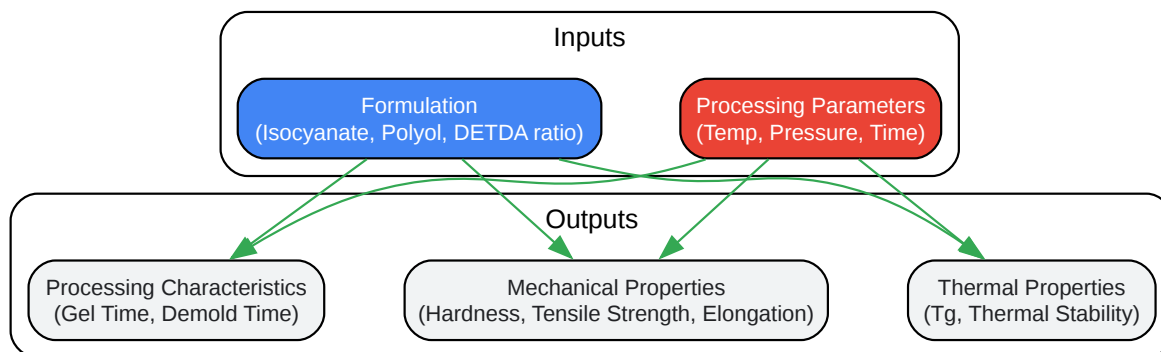 Inputs
Formulation
(Isocyanate, Polyol, DETDA ratio)
Processing Parameters
(Temp, Pressure, Time)
Outputs
Processing Characteristics
(Gel Time, Demold Time)
Mechanical Properties
(Hardness, Tensile Strength, Elongation)
Thermal Properties
(Tg, Thermal Stability)